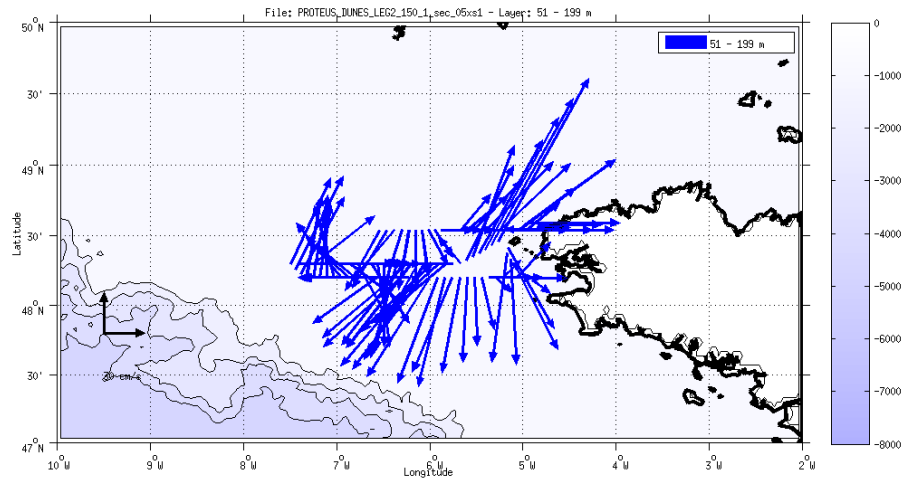 File: PROTEUS_DUNES_LEG2_150_1_sec_05xs1 - Layer: 51 - 199 m
51 - 199 m
50° N
30'
49° N
30'
48° N
30'
47° N
Latitude
10° W
9° W
8° W
7° W
6° W
5° W
4° W
3° W
2° W
Longitude
0
-1000
-2000
-3000
-4000
-5000
-6000
-7000
-8000